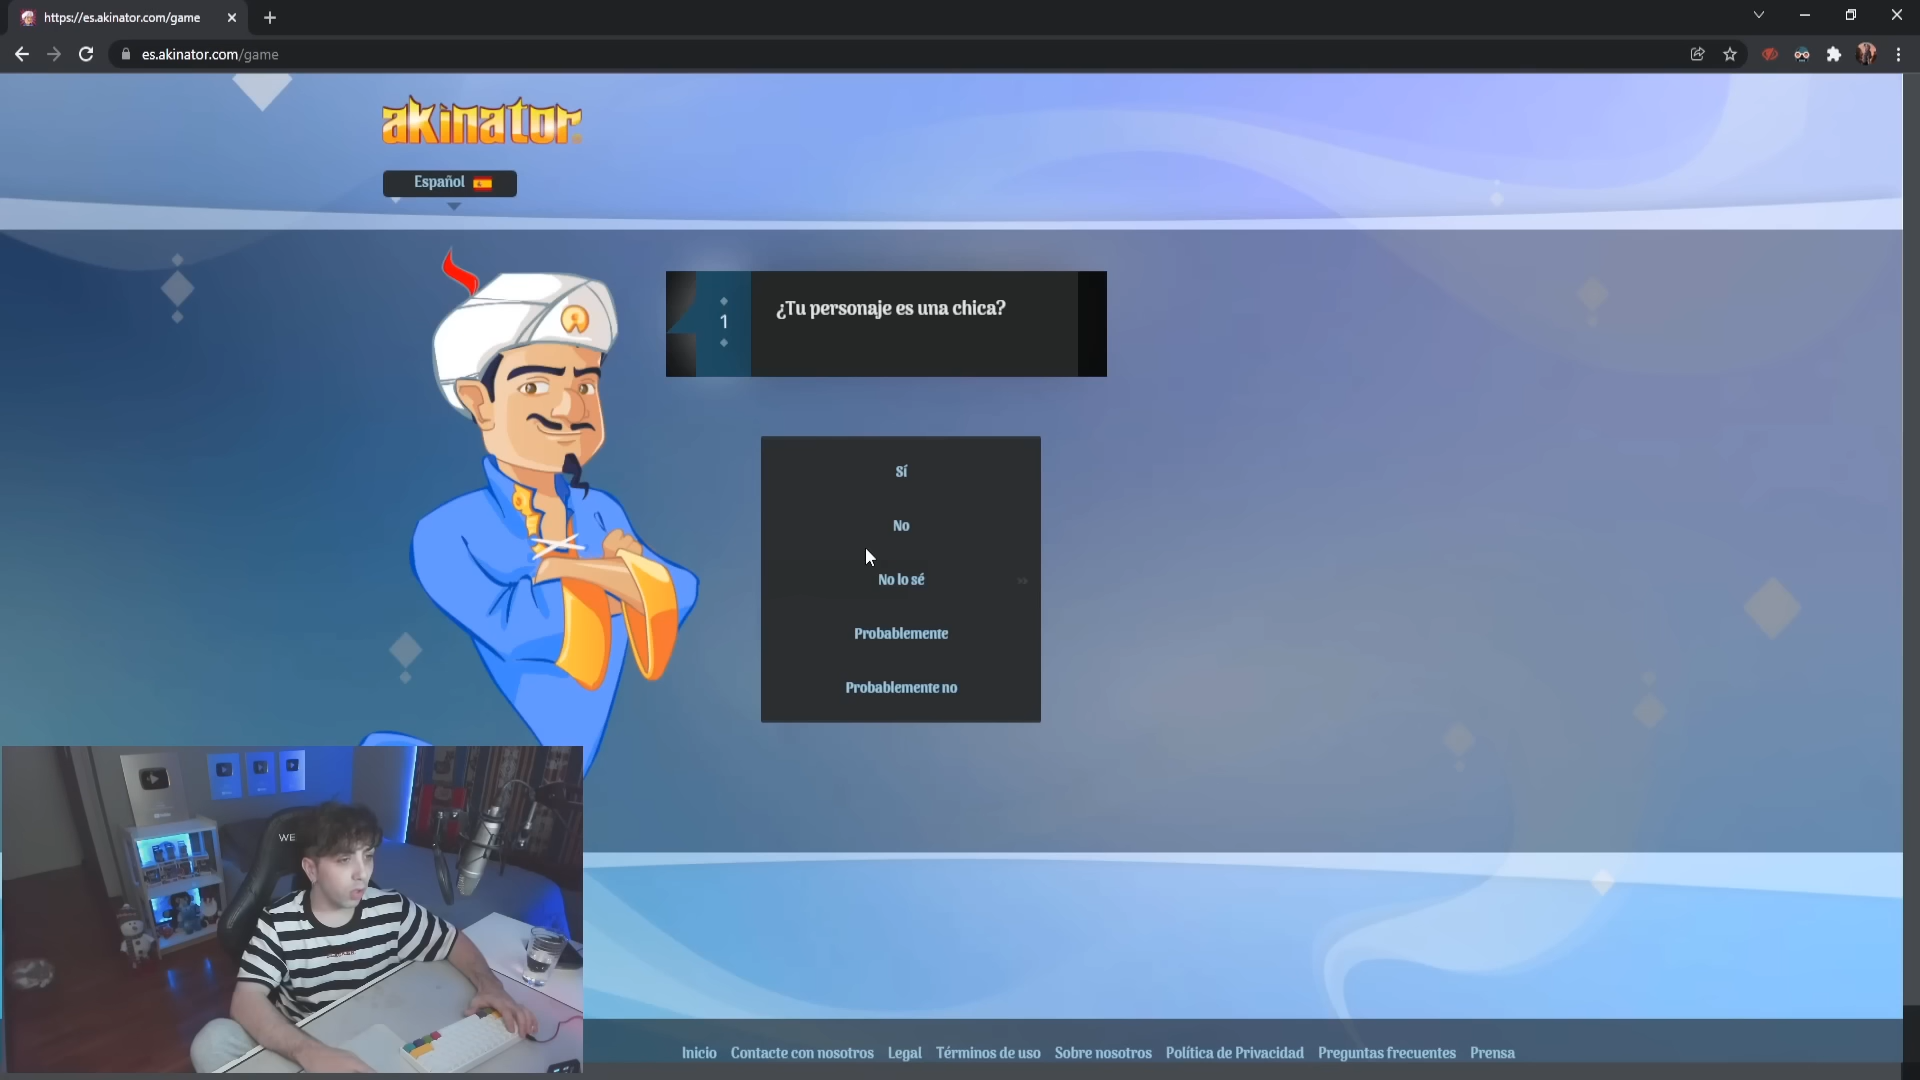 https://es.akinator.com/game
es.akinator.com/game
akinator
Español
1
¿Tu personaje es una chica?
Sí
No
No lo sé
Probablemente
Probablemente no
WE
Inicio Contacte con nosotros Legal Términos de uso Sobre nosotros Política de Privacidad Preguntas frecuentes Prensa